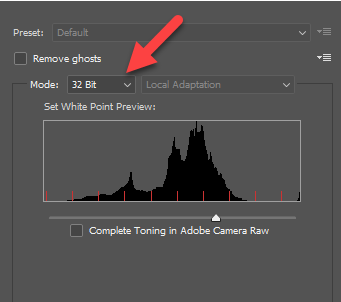 Preset: Default
Remove ghosts
Mode: 32 Bit Local Adaptation
Set White Point Preview:
Complete Toning in Adobe Camera Raw